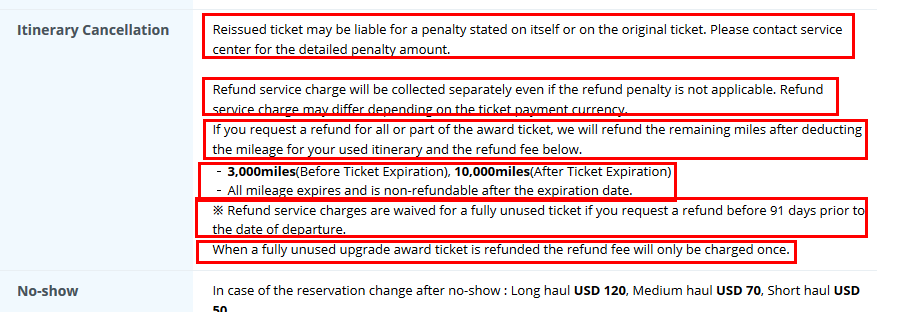 Itinerary Cancellation
Reissued ticket may be liable for a penalty stated on itself or on the original ticket. Please contact service
center for the detailed penalty amount.
Refund service charge will be collected separately even if the refund penalty is not applicable. Refund
service charge may differ depending on the ticket payment currency.
If you request a refund for all or part of the award ticket, we will refund the remaining miles after deducting
the mileage for your used itinerary and the refund fee below.
- 3,000miles(Before Ticket Expiration), 10,000miles(After Ticket Expiration)
- All mileage expires and is non-refundable after the expiration date.
※ Refund service charges are waived for a fully unused ticket if you request a refund before 91 days prior to
the date of departure.
When a fully unused upgrade award ticket is refunded the refund fee will only be charged once.
No-show
In case of the reservation change after no-show : Long haul USD 120, Medium haul USD 70, Short haul USD
50